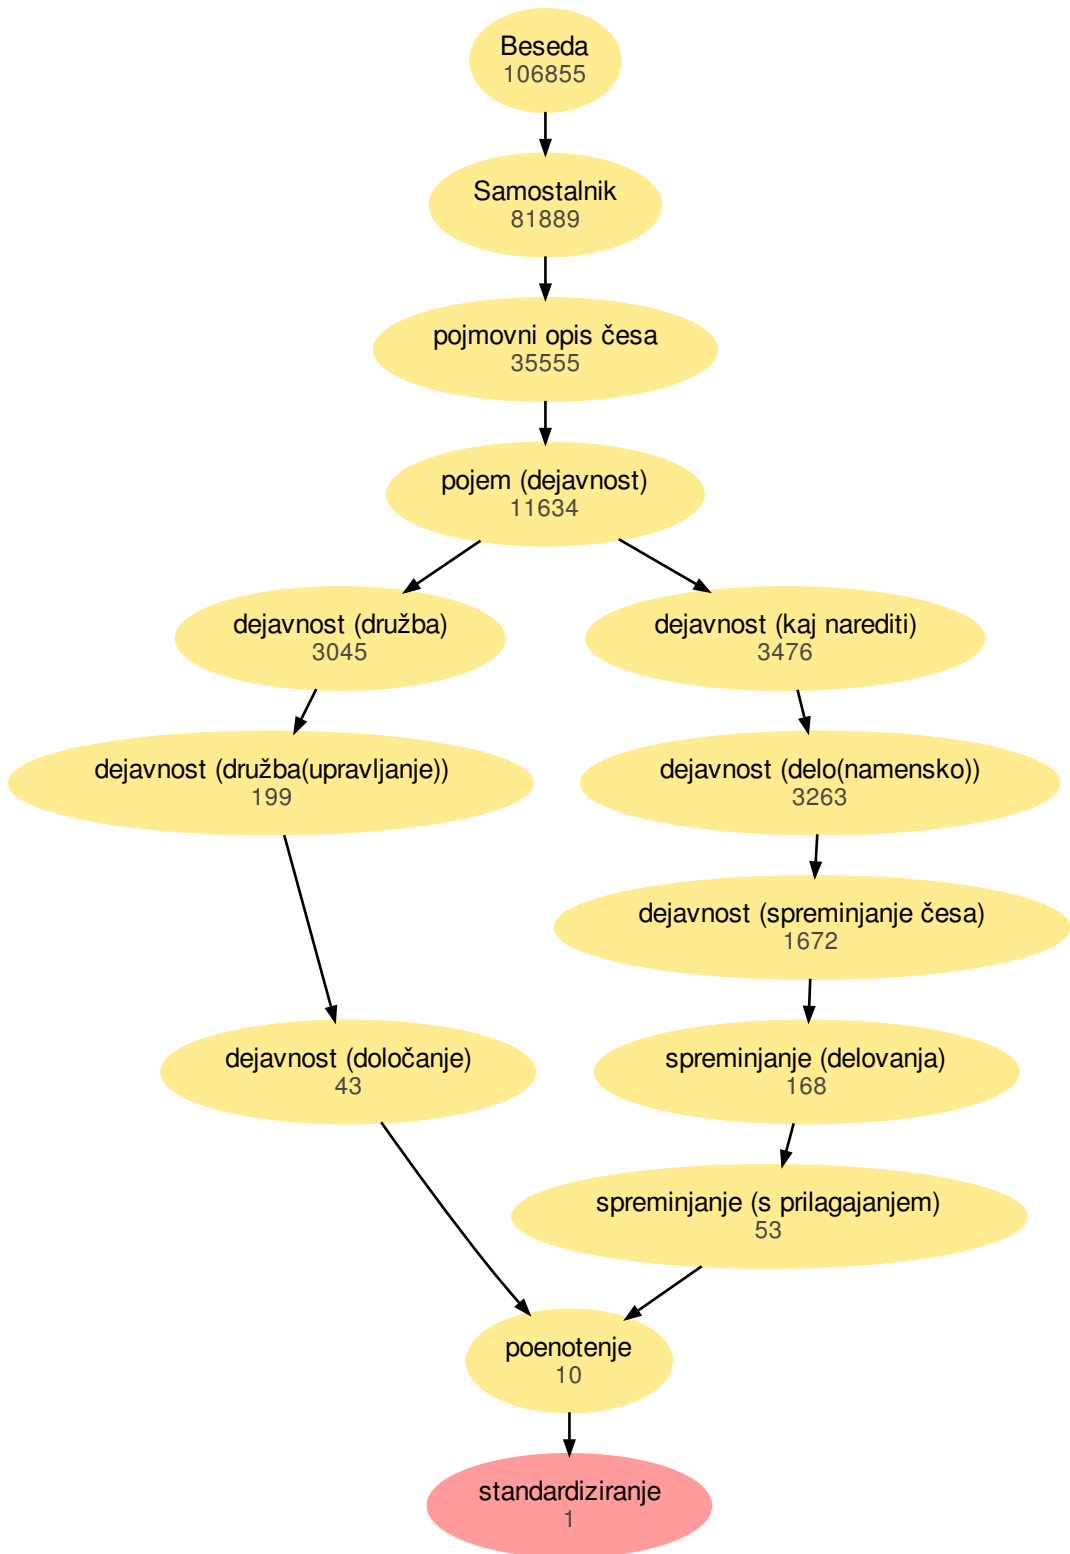 Beseda
106855
Samostalnik
81889
pojmovni opis česa
35555
pojem (dejavnost)
11634
dejavnost (družba)
3045
dejavnost (kaj narediti)
3476
dejavnost (družba(upravljanje))
199
dejavnost (delo(namensko))
3263
dejavnost (spreminjanje česa)
1672
dejavnost (določanje)
43
spreminjanje (delovanja)
168
spreminjanje (s prilagajanjem)
53
poenotenje
10
standardiziranje
1